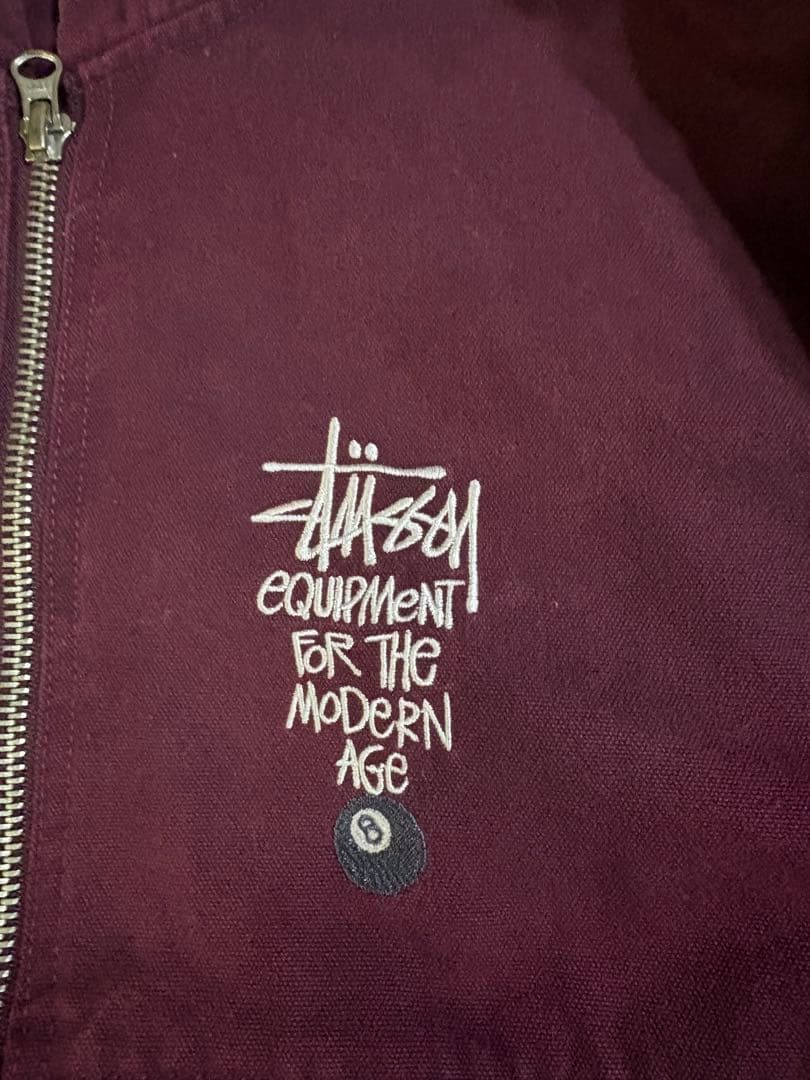 Stüssy
EQUIPMENT
FOR THE
MODERN
AGE
8